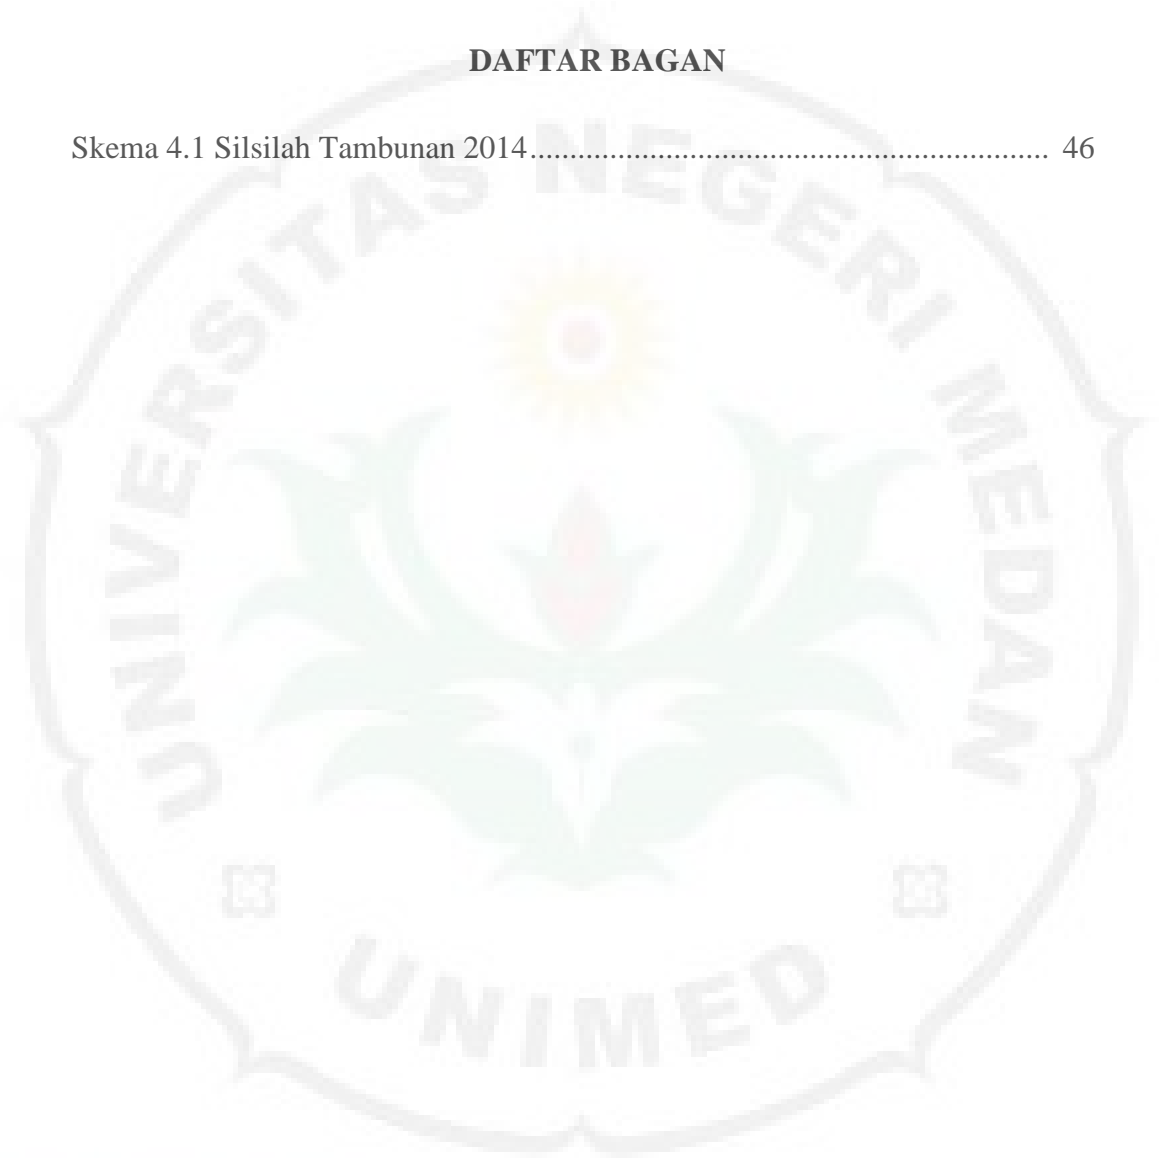 DAFTAR BAGAN
Skema 4.1 Silsilah Tambunan 2014...................................................... 46
UNIVERSITAS NEGERI MEDAN
UNIMED